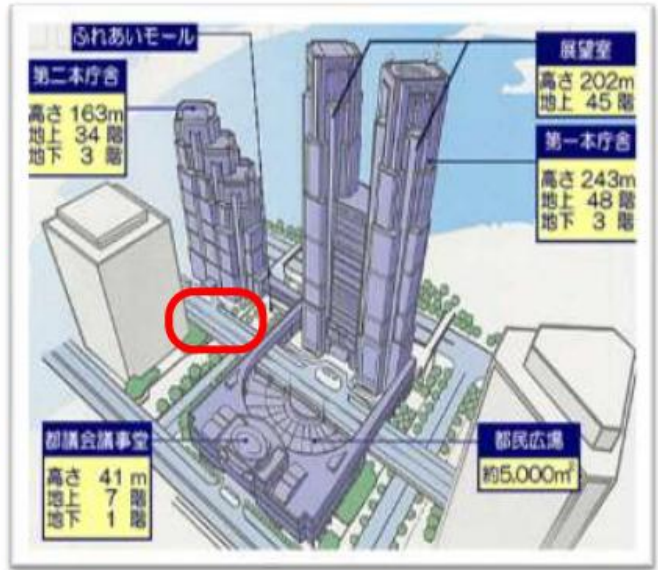 ふれあいモール
第二本庁舎
高さ 163m
地上 34 階
地下 3 階
展望室
高さ 202m
地上 45 階
第一本庁舎
高さ 243m
地上 48 階
地下 3 階
都議会議事堂
高さ 41 m
地上 7 階
地下 1 階
都民広場
約5,000㎡